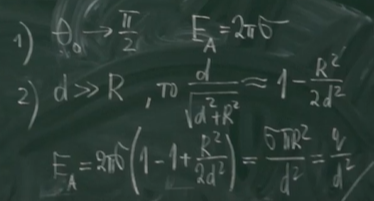 1) θ₀ → π/2   E_A = 2πσ
2) d ≫ R, то d/√(d²+R²) ≈ 1 − R²/2d²
E_A = 2πσ(1 − 1 + R²/2d²) = σπR²/d² = q/d²